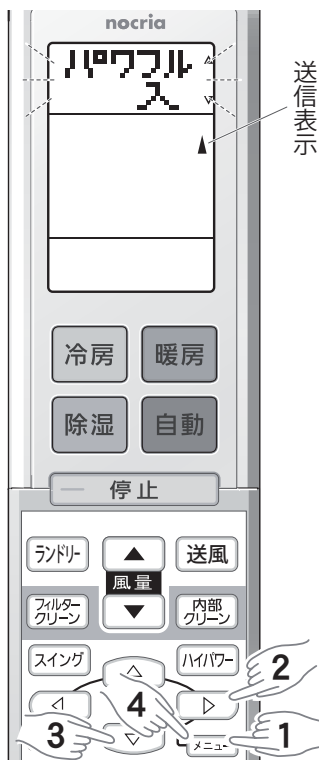 nocria
パワフル
入
送信表示
冷房
暖房
除湿
自動
停止
ランドリー
風量
送風
フィルター
クリーン
内部
クリーン
スイング
ハイパワー
2
4
3
メニュー
1